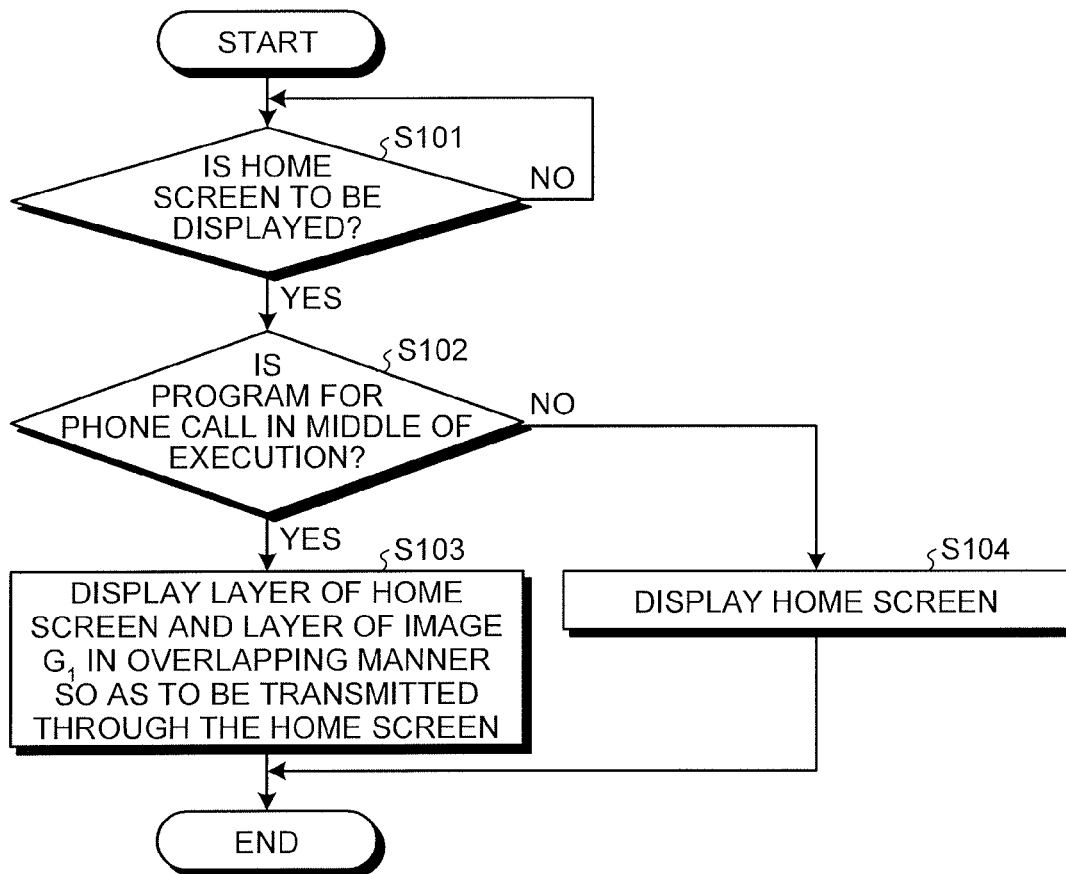 START
S101
IS HOME
SCREEN TO BE
DISPLAYED?
NO
YES
S102
IS
PROGRAM FOR
PHONE CALL IN MIDDLE OF
EXECUTION?
NO
YES
S103
DISPLAY LAYER OF HOME
SCREEN AND LAYER OF IMAGE
G₁ IN OVERLAPPING MANNER
SO AS TO BE TRANSMITTED
THROUGH THE HOME SCREEN
S104
DISPLAY HOME SCREEN
END